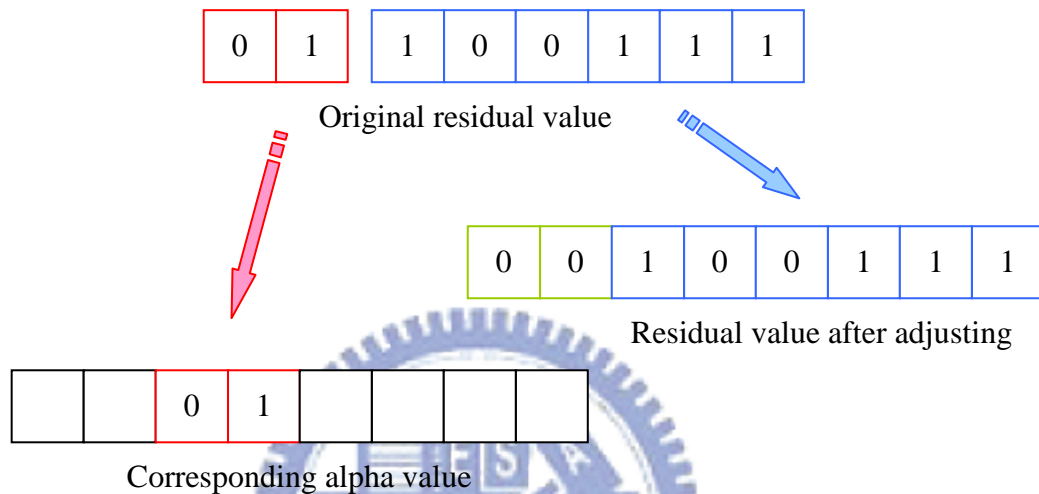 0 1 1 0 0 1 1 1
Original residual value
0 0 1 0 0 1 1 1
Residual value after adjusting
0 1
Corresponding alpha value
E S A